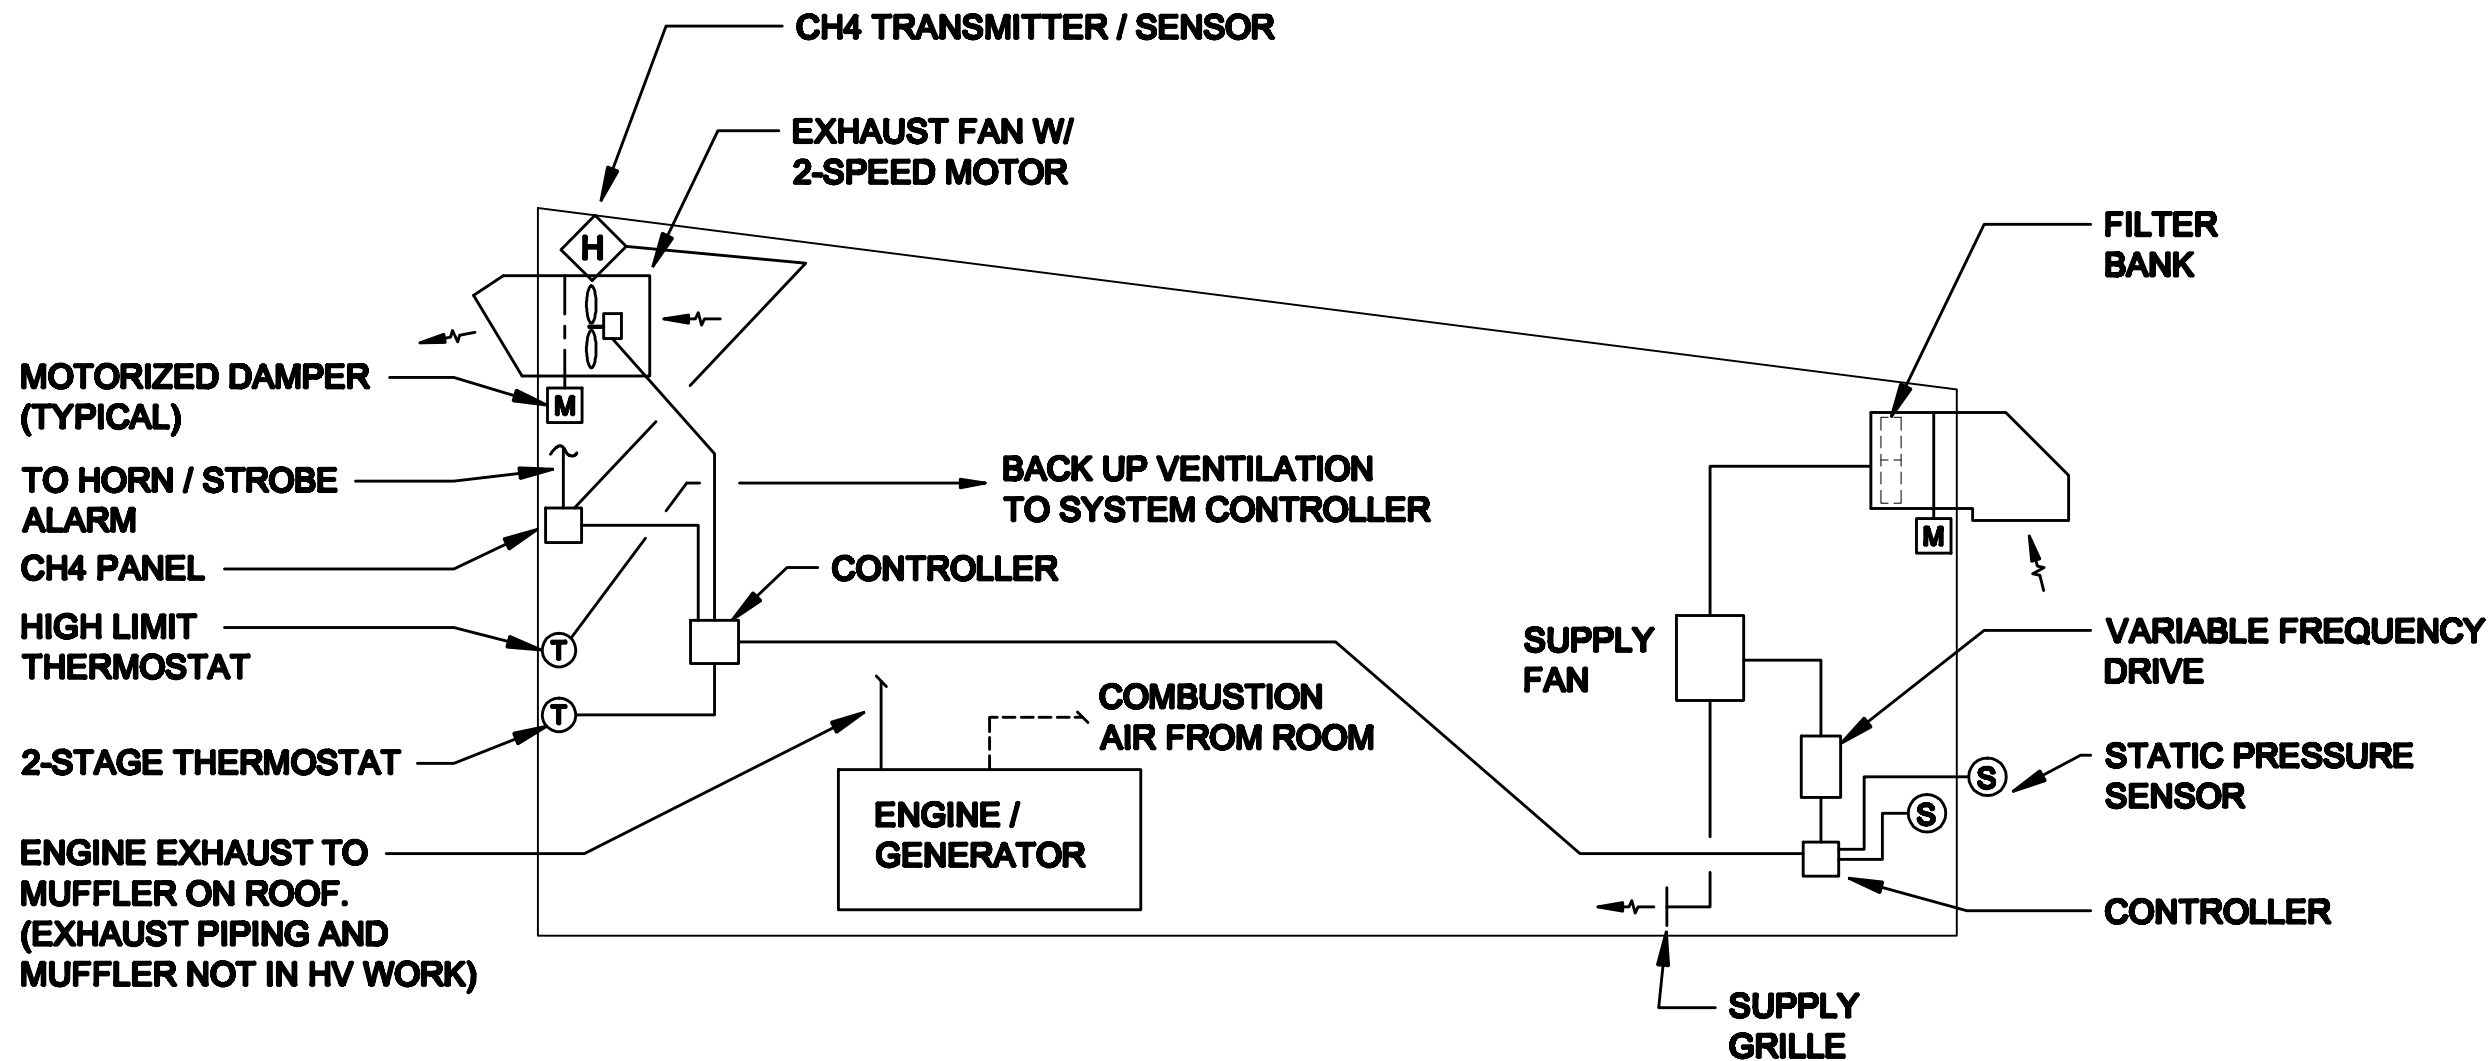 CH4 TRANSMITTER / SENSOR
EXHAUST FAN W/
2-SPEED MOTOR
H
FILTER
BANK
MOTORIZED DAMPER
(TYPICAL)
M
TO HORN / STROBE
ALARM
BACK UP VENTILATION
TO SYSTEM CONTROLLER
M
CH4 PANEL
CONTROLLER
HIGH LIMIT
THERMOSTAT
T
SUPPLY
FAN
VARIABLE FREQUENCY
DRIVE
COMBUSTION
AIR FROM ROOM
T
2-STAGE THERMOSTAT
STATIC PRESSURE
SENSOR
S
S
ENGINE /
GENERATOR
ENGINE EXHAUST TO
MUFFLER ON ROOF.
(EXHAUST PIPING AND
MUFFLER NOT IN HV WORK)
CONTROLLER
SUPPLY
GRILLE